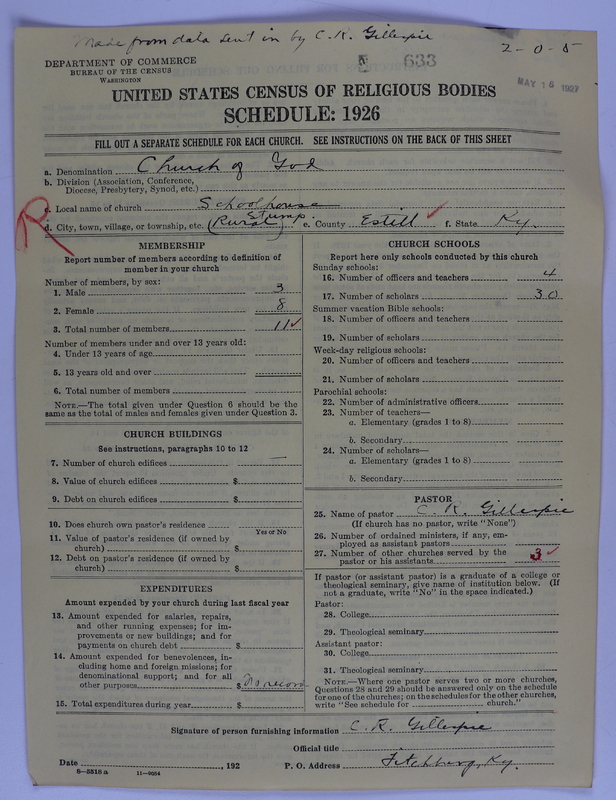 Made from data sent in by C. R. Gillespie
2-0-5
DEPARTMENT OF COMMERCE
BUREAU OF THE CENSUS
WASHINGTON
633
MAY 16 1927
UNITED STATES CENSUS OF RELIGIOUS BODIES
SCHEDULE: 1926
FILL OUT A SEPARATE SCHEDULE FOR EACH CHURCH. SEE INSTRUCTIONS ON THE BACK OF THIS SHEET
a. Denomination Church of God
b. Division (Association, Conference, Diocese, Presbytery, Synod, etc.)
c. Local name of church Schoolhouse
d. City, town, village, or township, etc. (Rural) Stump. e. County Estill f. State Ky.
R
MEMBERSHIP
Report number of members according to definition of member in your church
Number of members, by sex:
1. Male 3
2. Female 8
3. Total number of members 11
Number of members under and over 13 years old:
4. Under 13 years of age
5. 13 years old and over
6. Total number of members
NOTE.—The total given under Question 6 should be the same as the total of males and females given under Question 3.
CHURCH BUILDINGS
See instructions, paragraphs 10 to 12
7. Number of church edifices —
8. Value of church edifices $
9. Debt on church edifices $
10. Does church own pastor's residence
Yes or No
11. Value of pastor's residence (if owned by church) $
12. Debt on pastor's residence (if owned by church) $
EXPENDITURES
Amount expended by your church during last fiscal year
13. Amount expended for salaries, repairs, and other running expenses; for improvements or new buildings; and for payments on church debt $
14. Amount expended for benevolences, including home and foreign missions; for denominational support; and for all other purposes $ No record
15. Total expenditures during year $
CHURCH SCHOOLS
Report here only schools conducted by this church
Sunday schools:
16. Number of officers and teachers 4
17. Number of scholars 30
Summer vacation Bible schools:
18. Number of officers and teachers
19. Number of scholars
Week-day religious schools:
20. Number of officers and teachers
21. Number of scholars
Parochial schools:
22. Number of administrative officers
23. Number of teachers—
a. Elementary (grades 1 to 8)
b. Secondary
24. Number of scholars—
a. Elementary (grades 1 to 8)
b. Secondary
PASTOR
25. Name of pastor C. R. Gillespie
(If church has no pastor, write "None")
26. Number of ordained ministers, if any, employed as assistant pastors
27. Number of other churches served by the pastor or his assistants 3
If pastor (or assistant pastor) is a graduate of a college or theological seminary, give name of institution below. (If not a graduate, write "No" in the space indicated.)
Pastor:
28. College
29. Theological seminary
Assistant pastor:
30. College
31. Theological seminary
NOTE.—Where one pastor serves two or more churches, Questions 28 and 29 should be answered only on the schedule for one of the churches; on the schedules for the other churches, write "See schedule for church."
Signature of person furnishing information C. R. Gillespie
Official title
Date , 192 P. O. Address Fitchburg, Ky.
8-5518 a 11-9054